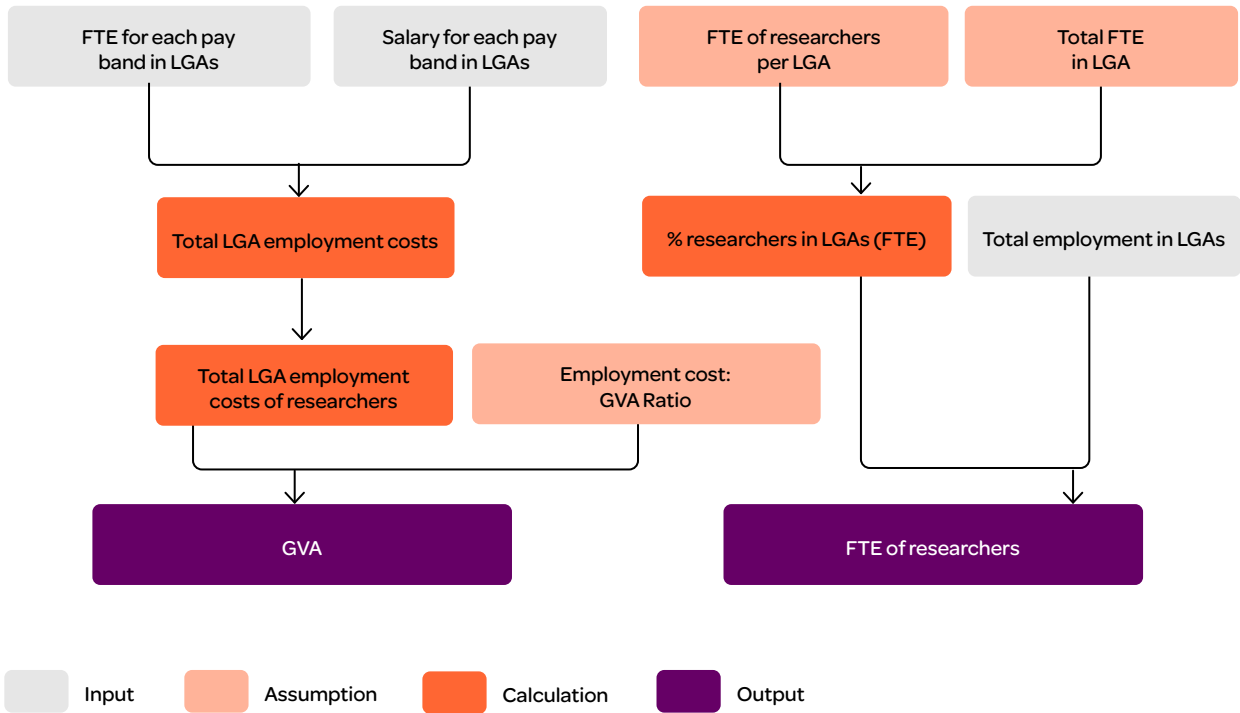 FTE for each pay
band in LGAs
Salary for each pay
band in LGAs
FTE of researchers
per LGA
Total FTE
in LGA
Total LGA employment costs
% researchers in LGAs (FTE)
Total employment in LGAs
Total LGA employment
costs of researchers
Employment cost:
GVA Ratio
GVA
FTE of researchers
Input
Assumption
Calculation
Output